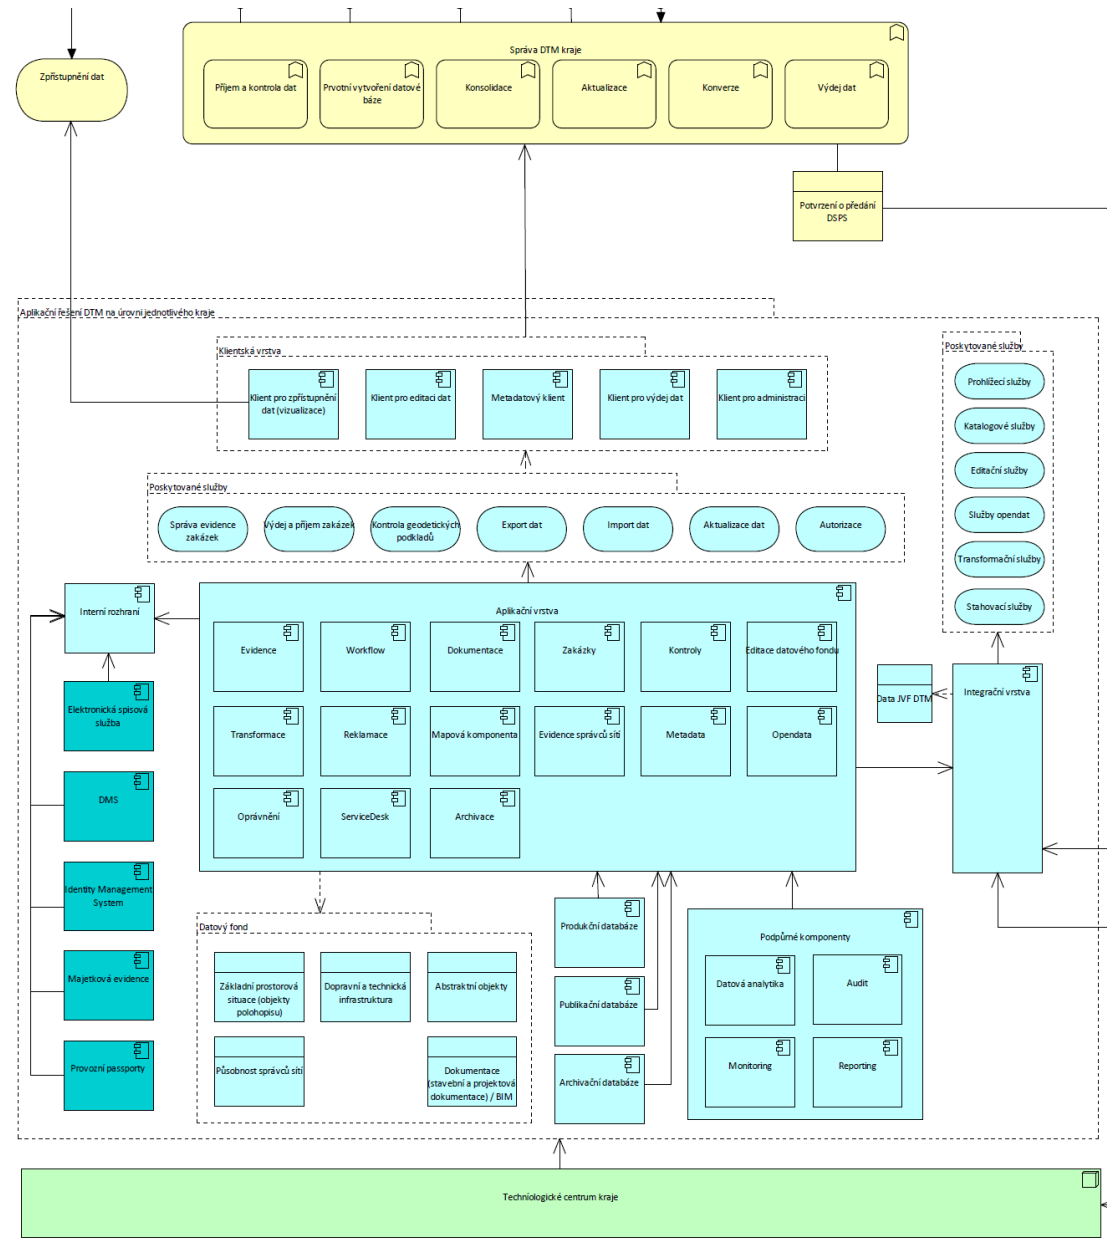 Správa DTM kraje
Zpřístupnění dat
Příjem a kontrola dat
Prvotní vytvoření datové
báze
Konsolidace
Aktualizace
Konverze
Výdej dat
Potvrzení o předání
DSPS
Aplikační řešení DTM na úrovni jednotlivého kraje
Klientská vrstva
Klient pro zpřístupnění
dat (vizualizace)
Klient pro editaci dat
Metadatový klient
Klient pro výdej dat
Klient pro administraci
Poskytované služby
Prohlížecí služby
Katalogové služby
Editační služby
Služby opendat
Transformační služby
Stahovací služby
Poskytované služby
Správa evidence
zakázek
Výdej a příjem zakázek
Kontrola geodetických
podkladů
Export dat
Import dat
Aktualizace dat
Autorizace
Interní rozhraní
Aplikační vrstva
Evidence
Workflow
Dokumentace
Zakázky
Kontroly
Editace datového fondu
Transformace
Reklamace
Mapová komponenta
Evidence správců sítí
Metadata
Opendata
Oprávnění
ServiceDesk
Archivace
Data JVF DTM
Integrační vrstva
Elektronická spisová
služba
DMS
Identity Management
System
Majetková evidence
Provozní passporty
Datový fond
Základní prostorová
situace (objekty
polohopisu)
Dopravní a technická
infrastruktura
Abstraktní objekty
Působnost správců sítí
Dokumentace
(stavební a projektová
dokumentace) / BIM
Produkční databáze
Publikační databáze
Archivační databáze
Podpůrné komponenty
Datová analytika
Audit
Monitoring
Reporting
Techníologické centrum kraje